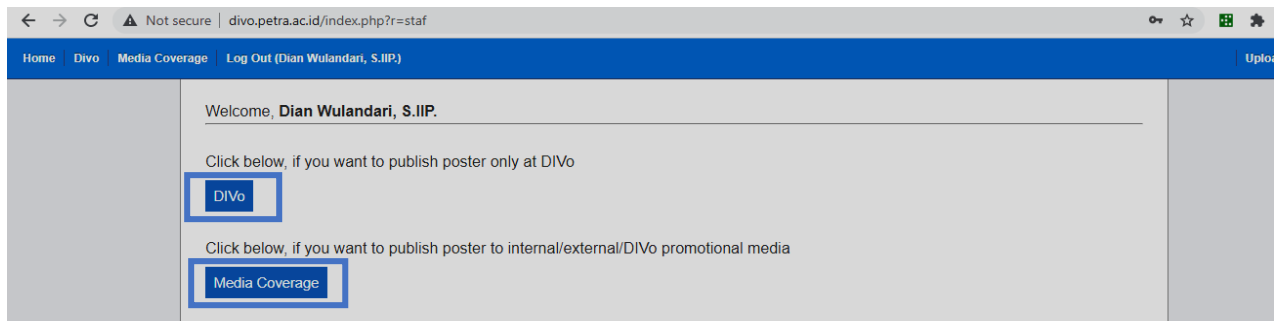 Not secure divo.petra.ac.id/index.php?r=staf
Home Divo Media Coverage Log Out (Dian Wulandari, S.IIP.) Uploa
Welcome, Dian Wulandari, S.IIP.
Click below, if you want to publish poster only at DIVo
DIVo
Click below, if you want to publish poster to internal/external/DIVo promotional media
Media Coverage